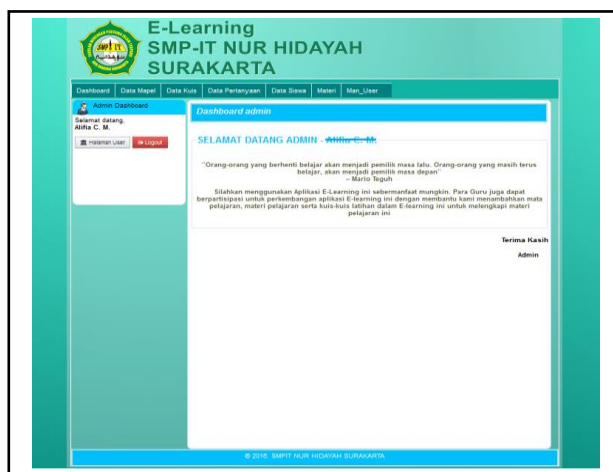 E-Learning
SMP-IT NUR HIDAYAH
SURAKARTA
Dashboard Data Mapel Data Kuis Data Pertanyaan Data Siswa Materi Man_User
Admin Dashboard
Selamat datang,
Alifia C. M.
Halaman User Logout
Dashboard admin
SELAMAT DATANG ADMIN - Alifia C. M.
"Orang-orang yang berhenti belajar akan menjadi pemilik masa lalu. Orang-orang yang masih terus
belajar, akan menjadi pemilik masa depan"
– Mario Teguh
Silahkan menggunakan Aplikasi E-Learning ini sebermanfaat mungkin. Para Guru juga dapat
berpartisipasi untuk perkembangan aplikasi E-learning ini dengan membantu kami menambahkan mata
pelajaran, materi pelajaran serta kuis-kuis latihan dalam E-learning ini untuk melengkapi materi
pelajaran ini
Terima Kasih
Admin
© 2016. SMPIT NUR HIDAYAH SURAKARTA